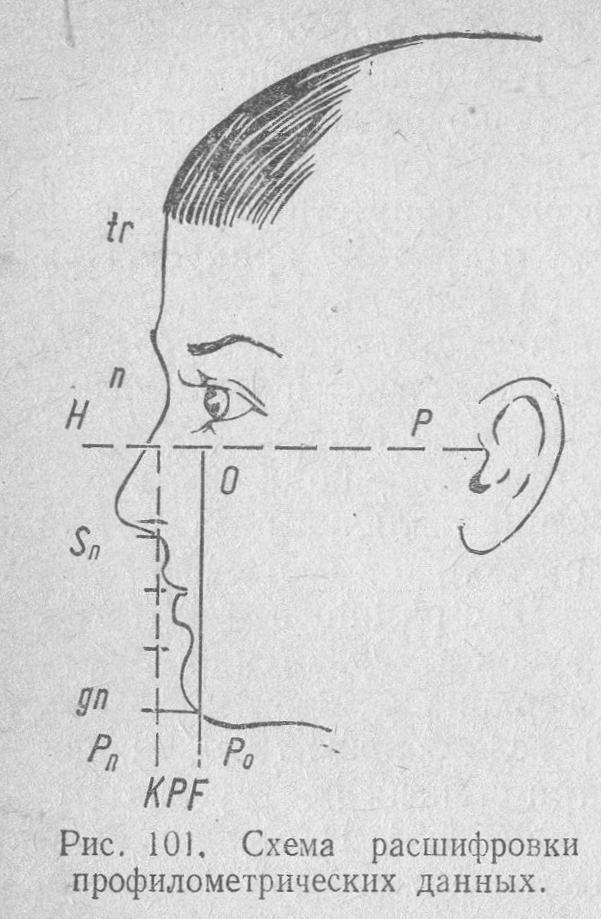 tr
n
H
P
O
Sn
gn
Pn
Po
KPF
Рис. 101. Схема расшифровки
профилометрических данных.